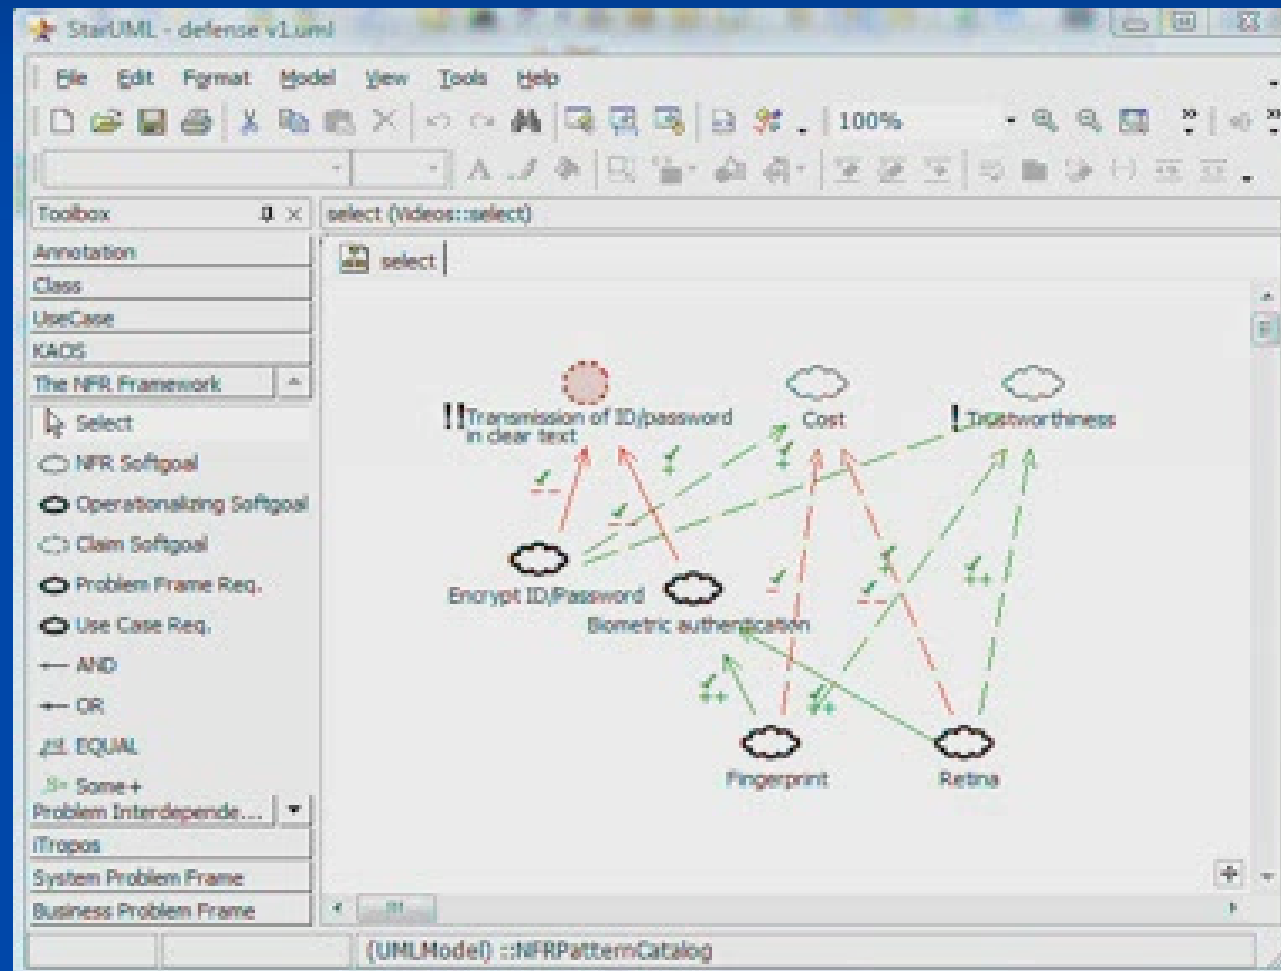 StarUML - defense v1.uml
File Edit Format Model View Tools Help
100%
Toolbox
select (Videos::select)
Annotation
select
Class
UseCase
KAOS
The NFR Framework
Select
NFR Softgoal
Operationalizing Softgoal
Claim Softgoal
Problem Frame Req.
Use Case Req.
AND
OR
EQUAL
Some+
Problem Interdepende...
iTropos
System Problem Frame
Business Problem Frame
!!Transmission of ID/password
in clear text
Cost
! Trustworthiness
Encrypt ID/Password
Biometric authentication
Fingerprint
Retina
(UMLModel) ::NFRPatternCatalog